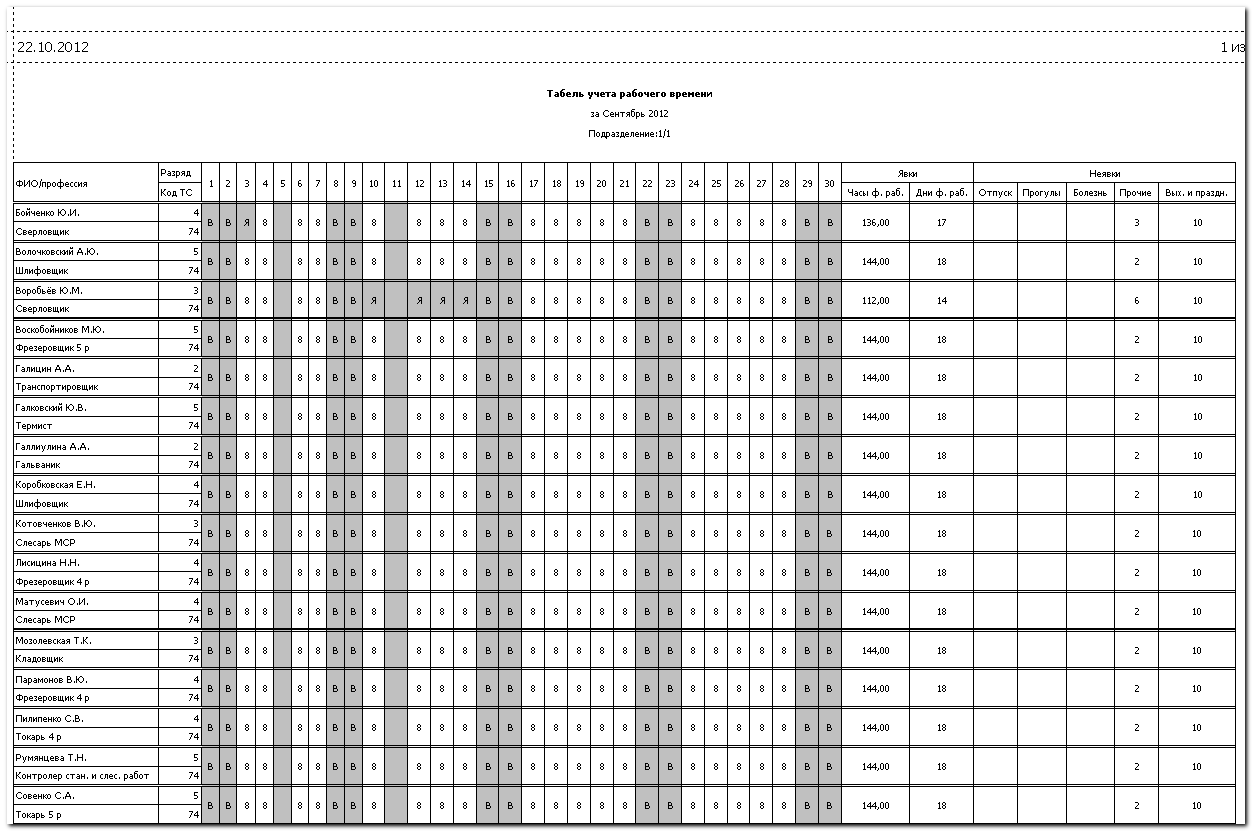 22.10.2012 1 из
Табель учета рабочего времени
за Сентябрь 2012
Подразделение:1/1
ФИО/профессия Разряд 1 2 3 4 5 6 7 8 9 10 11 12 13 14 15 16 17 18 19 20 21 22 23 24 25 26 27 28 29 30 Явки Неявки
Код ТС Часы ф. раб. Дни ф. раб. Отпуск Прогулы Болезнь Прочие Вых. и праздн.
Бойченко Ю.И. 4
В В Я 8 8 8 В В 8 8 8 8 В В 8 8 8 8 8 В В 8 8 8 8 8 В В 136,00 17 3 10
Сверловщик 74
Волочковский А.Ю. 5
В В 8 8 8 8 В В 8 8 8 8 В В 8 8 8 8 8 В В 8 8 8 8 8 В В 144,00 18 2 10
Шлифовщик 74
Воробьёв Ю.М. 3
В В 8 8 8 8 В В Я Я Я Я В В 8 8 8 8 8 В В 8 8 8 8 8 В В 112,00 14 6 10
Сверловщик 74
Воскобойников М.Ю. 5
В В 8 8 8 8 В В 8 8 8 8 В В 8 8 8 8 8 В В 8 8 8 8 8 В В 144,00 18 2 10
Фрезеровщик 5 р 74
Галицин А.А. 2
В В 8 8 8 8 В В 8 8 8 8 В В 8 8 8 8 8 В В 8 8 8 8 8 В В 144,00 18 2 10
Транспортировщик 74
Галковский Ю.В. 5
В В 8 8 8 8 В В 8 8 8 8 В В 8 8 8 8 8 В В 8 8 8 8 8 В В 144,00 18 2 10
Термист 74
Галлиулина А.А. 2
В В 8 8 8 8 В В 8 8 8 8 В В 8 8 8 8 8 В В 8 8 8 8 8 В В 144,00 18 2 10
Гальваник 74
Коробковская Е.Н. 4
В В 8 8 8 8 В В 8 8 8 8 В В 8 8 8 8 8 В В 8 8 8 8 8 В В 144,00 18 2 10
Шлифовщик 74
Котовченков В.Ю. 3
В В 8 8 8 8 В В 8 8 8 8 В В 8 8 8 8 8 В В 8 8 8 8 8 В В 144,00 18 2 10
Слесарь МСР 74
Лисицина Н.Н. 4
В В 8 8 8 8 В В 8 8 8 8 В В 8 8 8 8 8 В В 8 8 8 8 8 В В 144,00 18 2 10
Фрезеровщик 4 р 74
Матусевич О.И. 4
В В 8 8 8 8 В В 8 8 8 8 В В 8 8 8 8 8 В В 8 8 8 8 8 В В 144,00 18 2 10
Слесарь МСР 74
Мозолевская Т.К. 3
В В 8 8 8 8 В В 8 8 8 8 В В 8 8 8 8 8 В В 8 8 8 8 8 В В 144,00 18 2 10
Кладовщик 74
Парамонов В.Ю. 4
В В 8 8 8 8 В В 8 8 8 8 В В 8 8 8 8 8 В В 8 8 8 8 8 В В 144,00 18 2 10
Фрезеровщик 4 р 74
Пилипенко С.В. 4
В В 8 8 8 8 В В 8 8 8 8 В В 8 8 8 8 8 В В 8 8 8 8 8 В В 144,00 18 2 10
Токарь 4 р 74
Румянцева Т.Н. 5
В В 8 8 8 8 В В 8 8 8 8 В В 8 8 8 8 8 В В 8 8 8 8 8 В В 144,00 18 2 10
Контролер стан. и слес. работ 74
Совенко С.А. 5
В В 8 8 8 8 В В 8 8 8 8 В В 8 8 8 8 8 В В 8 8 8 8 8 В В 144,00 18 2 10
Токарь 5 р 74